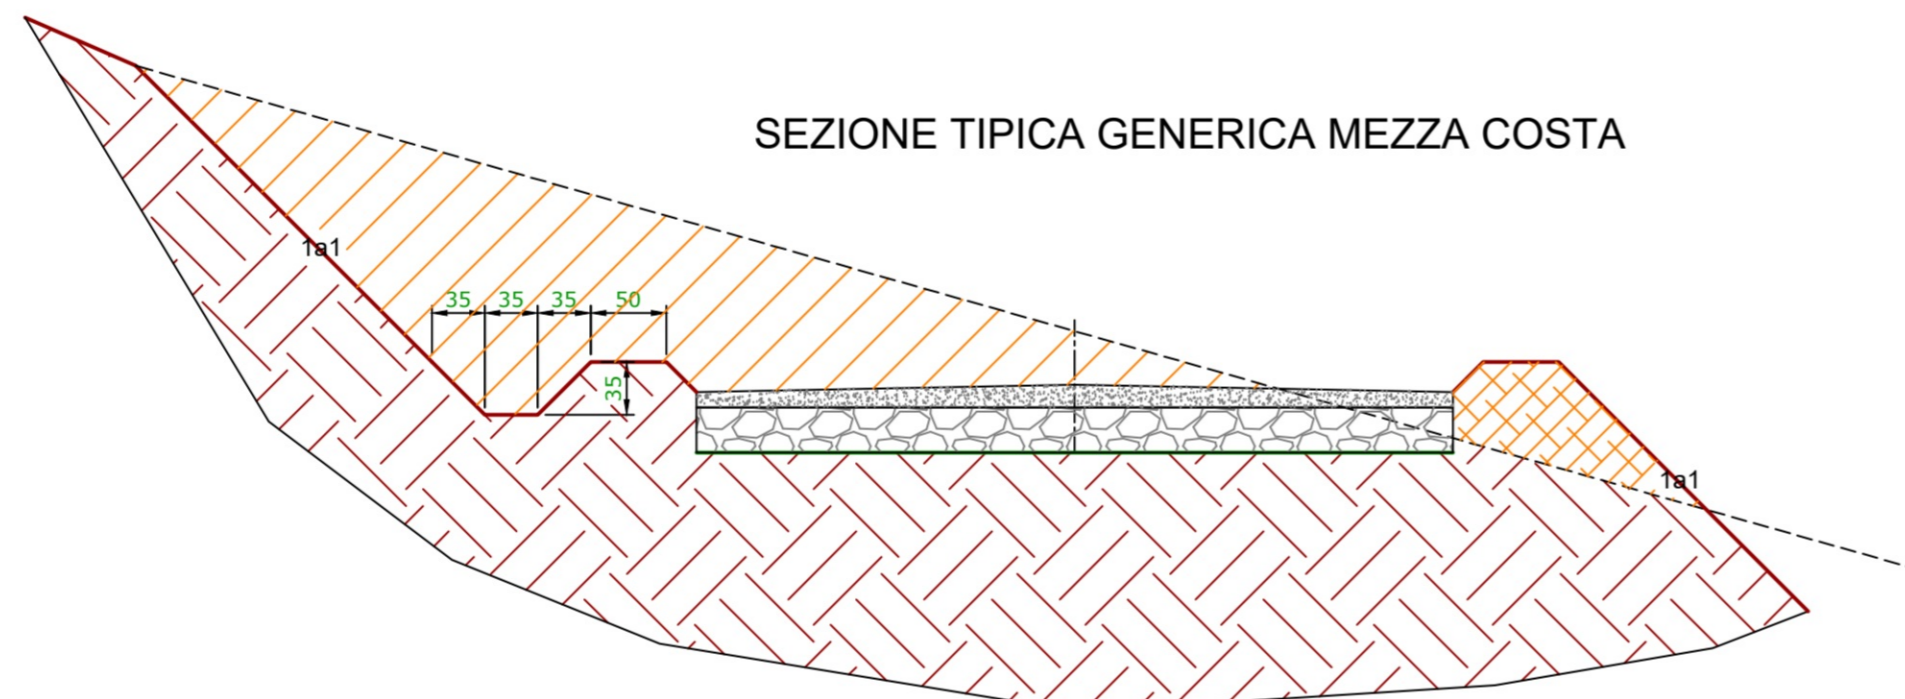 SEZIONE TIPICA GENERICA MEZZA COSTA
1a1
35 35 35 50
35
1a1